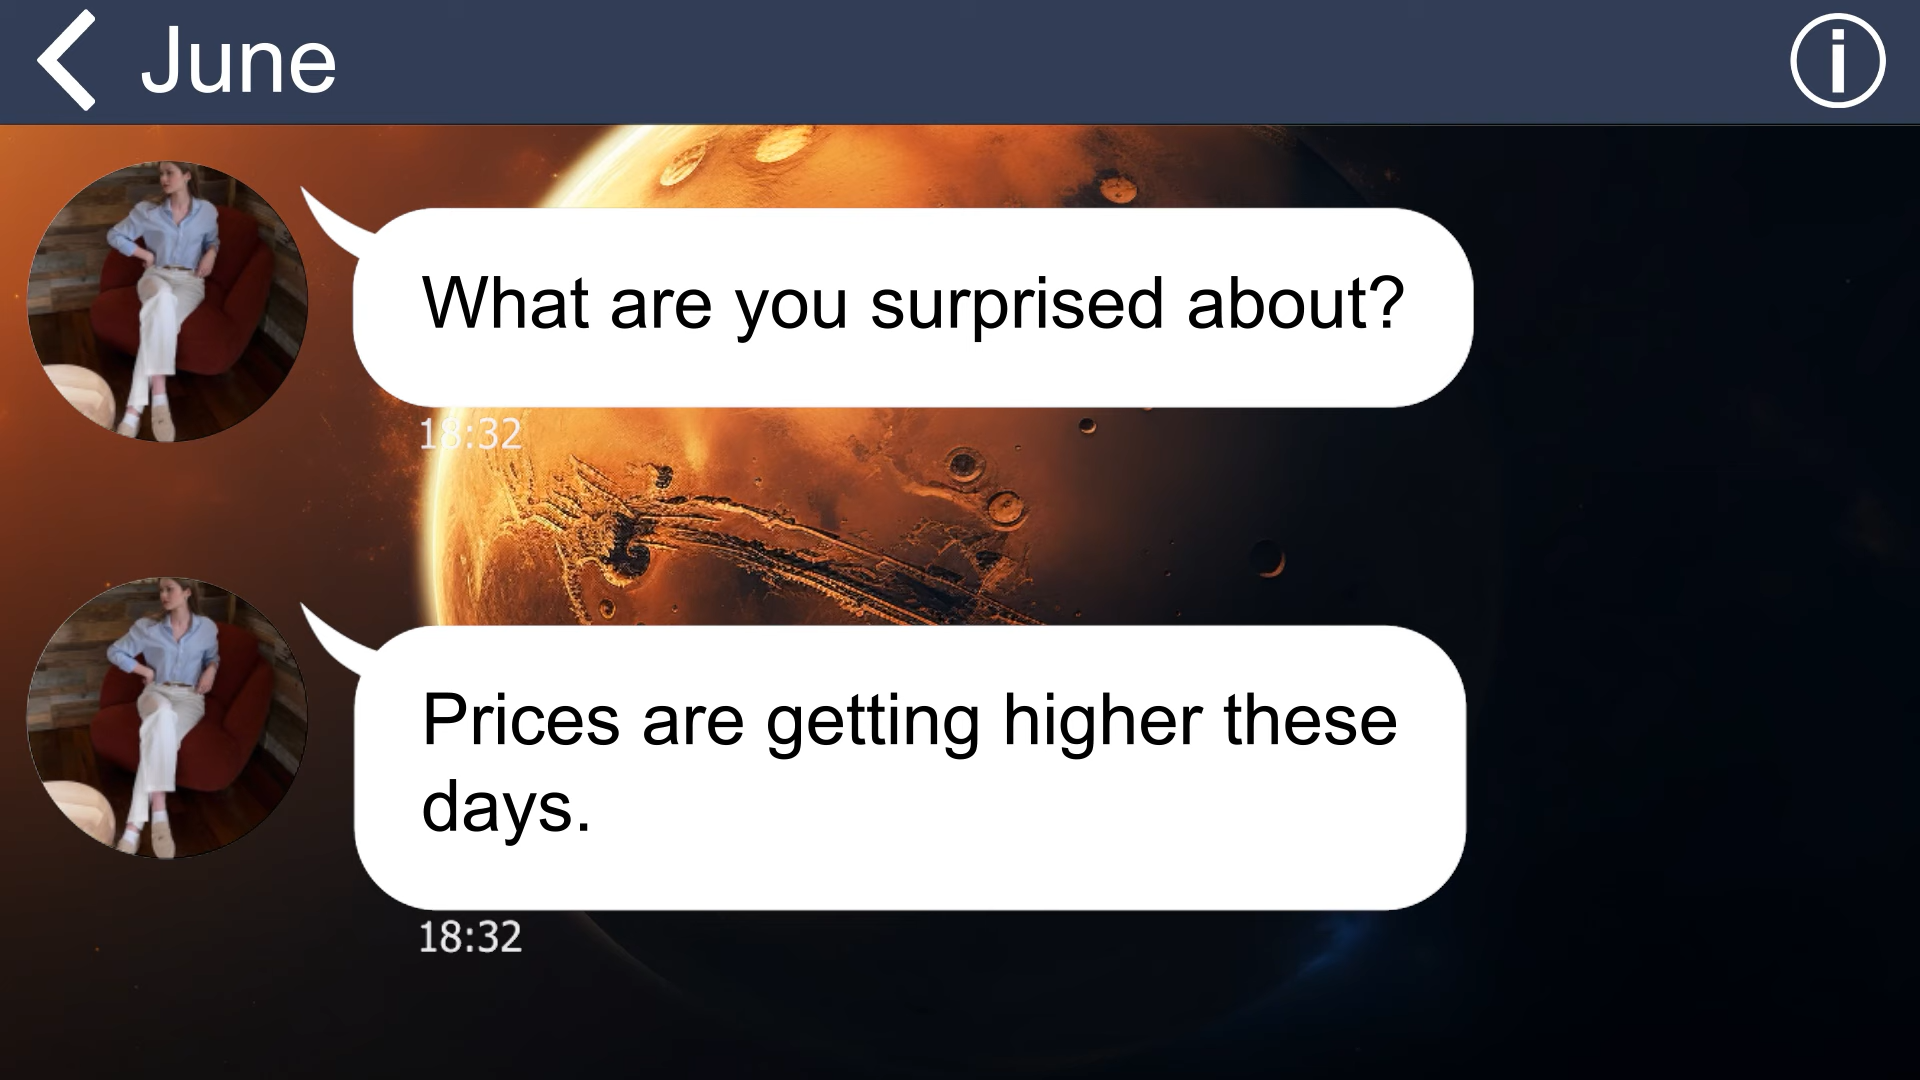 June
What are you surprised about?
18:32
Prices are getting higher these
days.
18:32